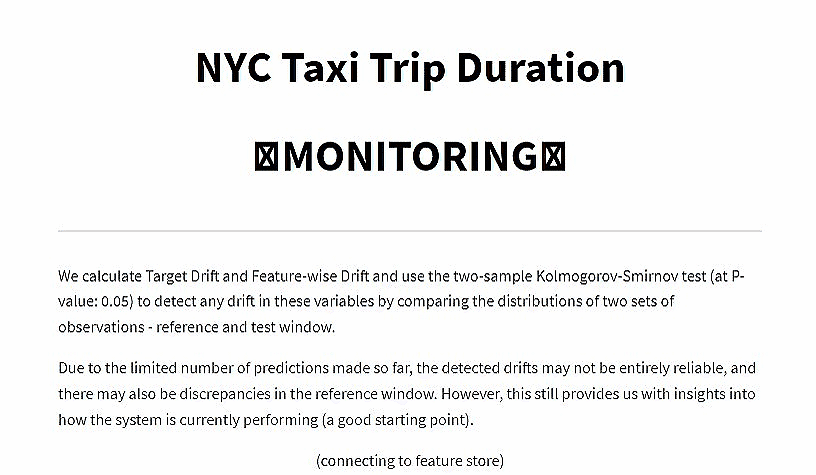 NYC Taxi Trip Duration
MONITORING
We calculate Target Drift and Feature-wise Drift and use the two-sample Kolmogorov-Smirnov test (at P-
value: 0.05) to detect any drift in these variables by comparing the distributions of two sets of
observations - reference and test window.
Due to the limited number of predictions made so far, the detected drifts may not be entirely reliable, and
there may also be discrepancies in the reference window. However, this still provides us with insights into
how the system is currently performing (a good starting point).
(connecting to feature store)